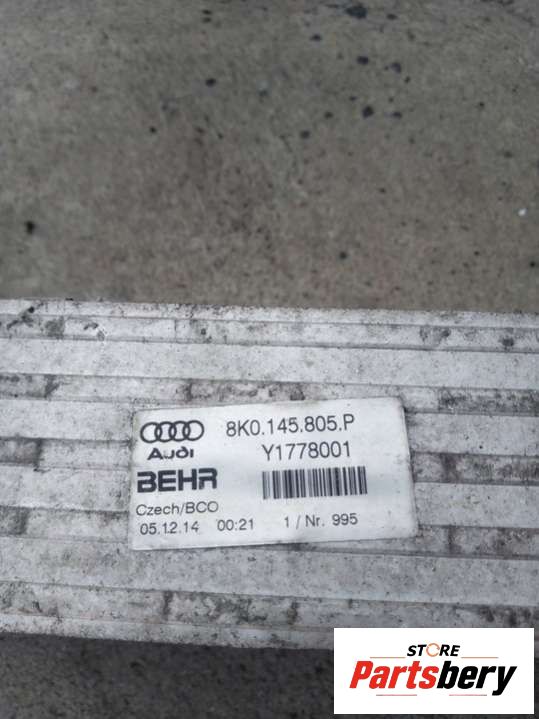 8K0.145.805.P
Audi
Y1778001
BEHR
Czech/BCO
05.12.14 00:21 1 / Nr. 995
STORE
Partsbery